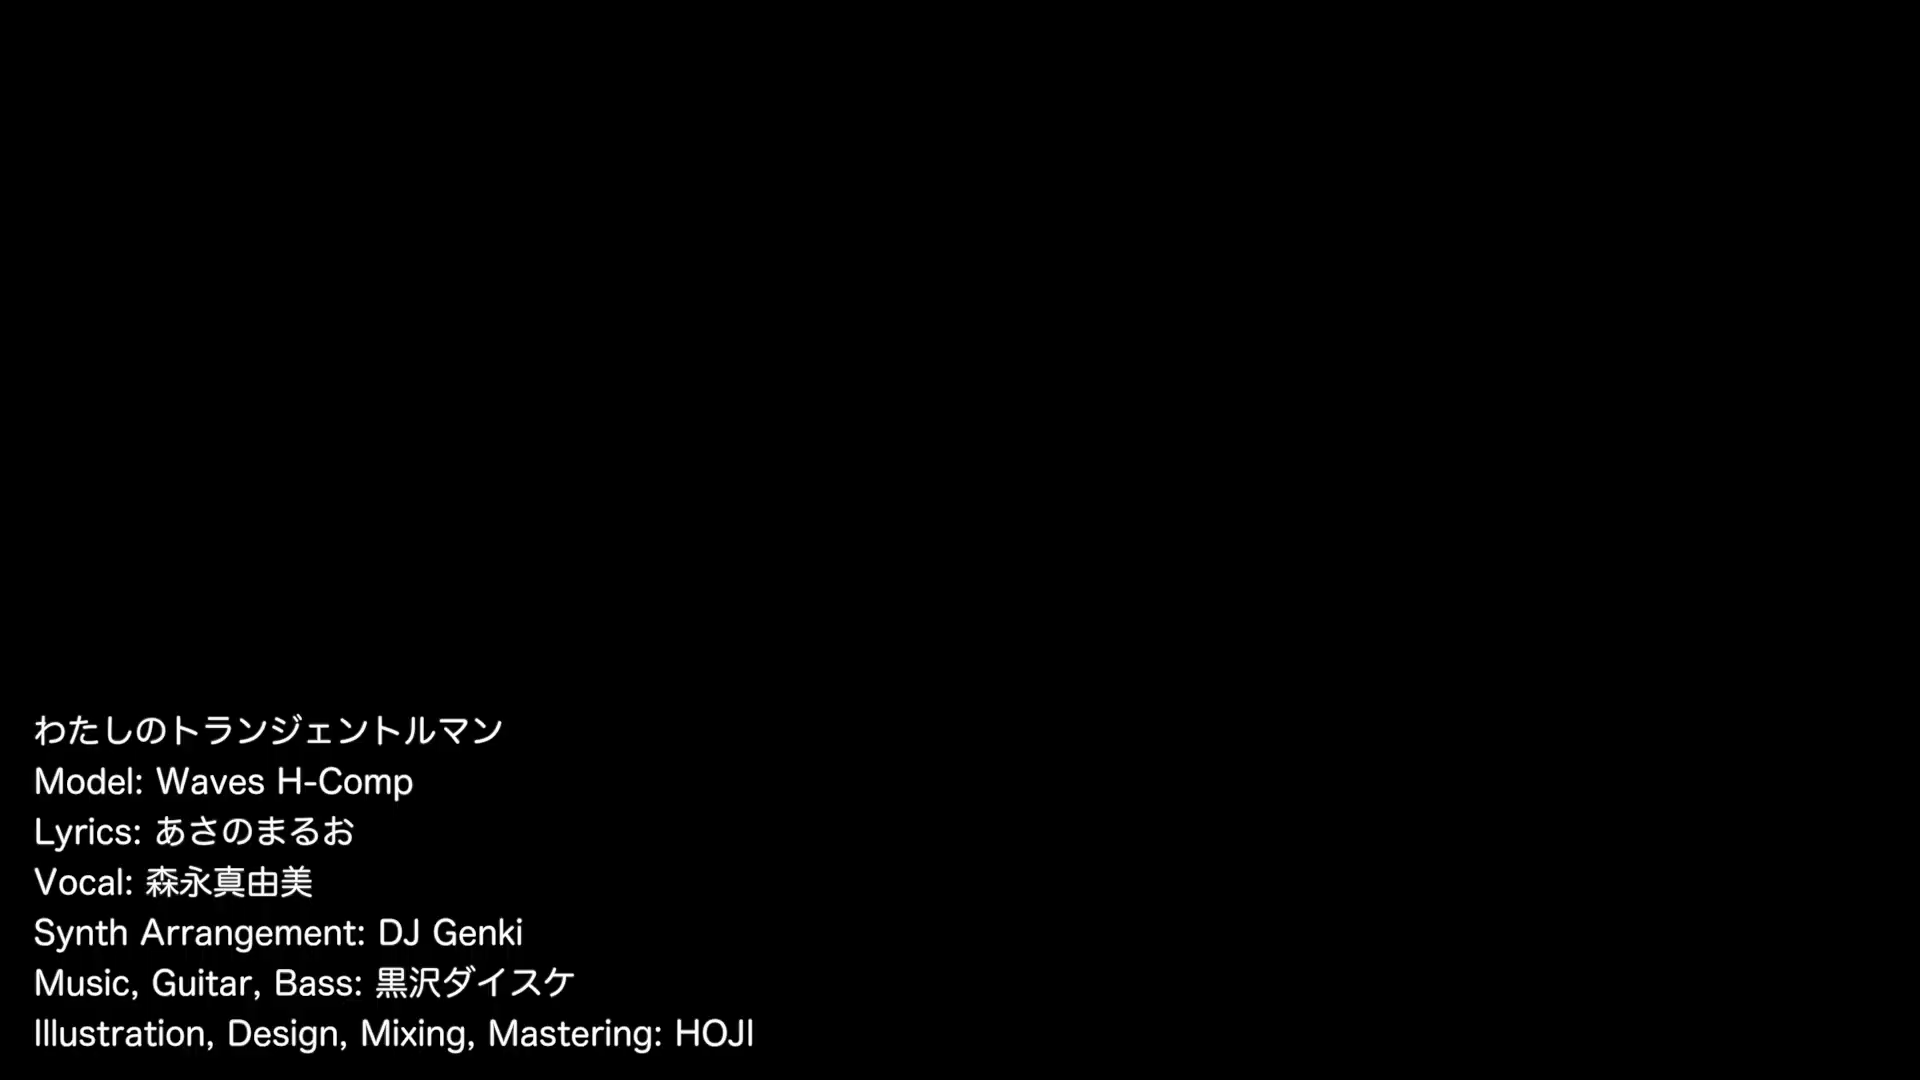 わたしのトランジェントルマン
Model: Waves H-Comp
Lyrics: あさのまるお
Vocal: 森永真由美
Synth Arrangement: DJ Genki
Music, Guitar, Bass: 黒沢ダイスケ
Illustration, Design, Mixing, Mastering: HOJI